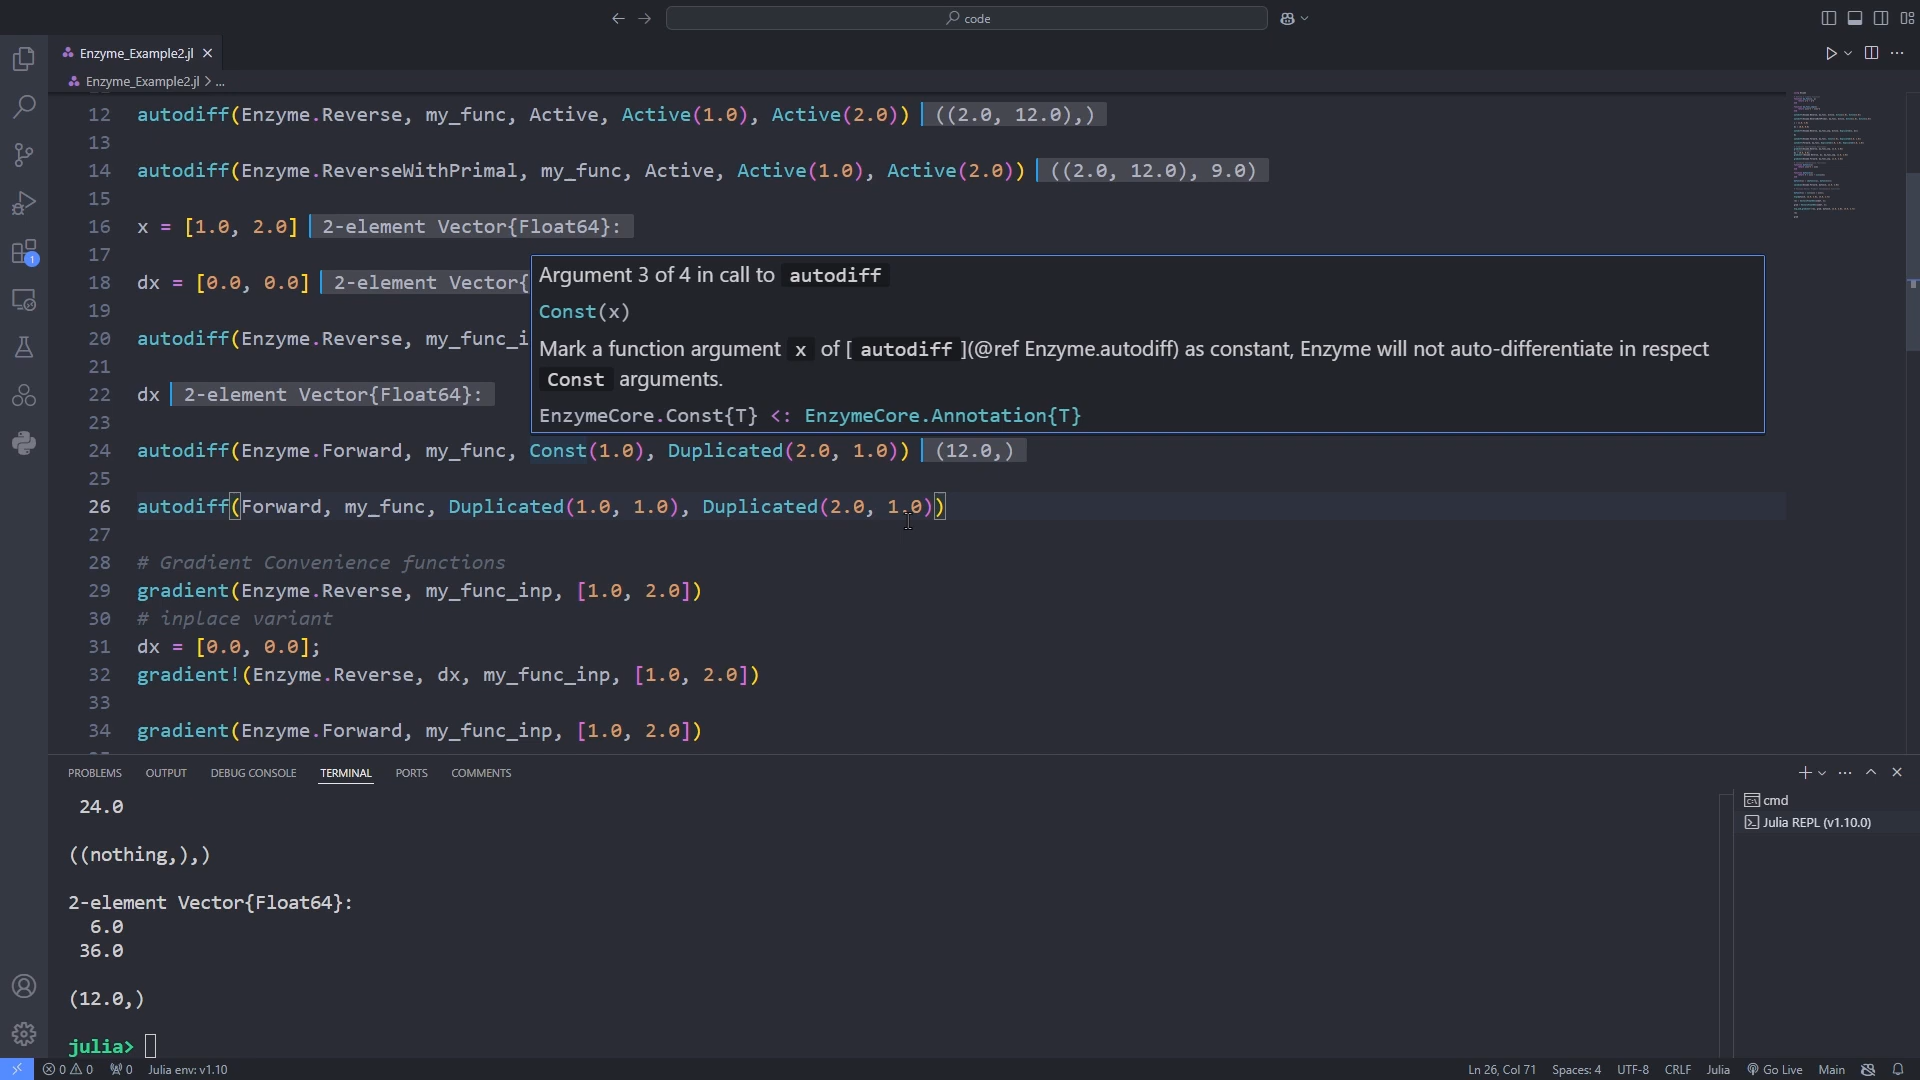 code
Enzyme_Example2.jl
Enzyme_Example2.jl > ...
12 autodiff(Enzyme.Reverse, my_func, Active, Active(1.0), Active(2.0)) ((2.0, 12.0),)
13
14 autodiff(Enzyme.ReverseWithPrimal, my_func, Active, Active(1.0), Active(2.0)) ((2.0, 12.0), 9.0)
15
16 x = [1.0, 2.0] 2-element Vector{Float64}:
17
18 dx = [0.0, 0.0] 2-element Vector{
19
20 autodiff(Enzyme.Reverse, my_func_i
21
22 dx 2-element Vector{Float64}:
23
Argument 3 of 4 in call to autodiff
Const(x)
Mark a function argument x of [ autodiff ](@ref Enzyme.autodiff) as constant, Enzyme will not auto-differentiate in respect
Const arguments.
EnzymeCore.Const{T} <: EnzymeCore.Annotation{T}
24 autodiff(Enzyme.Forward, my_func, Const(1.0), Duplicated(2.0, 1.0)) (12.0,)
25
26 autodiff(Forward, my_func, Duplicated(1.0, 1.0), Duplicated(2.0, 1.0))
27
28 # Gradient Convenience functions
29 gradient(Enzyme.Reverse, my_func_inp, [1.0, 2.0])
30 # inplace variant
31 dx = [0.0, 0.0];
32 gradient!(Enzyme.Reverse, dx, my_func_inp, [1.0, 2.0])
33
34 gradient(Enzyme.Forward, my_func_inp, [1.0, 2.0])
PROBLEMS OUTPUT DEBUG CONSOLE TERMINAL PORTS COMMENTS
24.0
((nothing,),)
2-element Vector{Float64}:
6.0
36.0
(12.0,)
julia>
cmd
Julia REPL (v1.10.0)
0 0 0 Julia env: v1.10
Ln 26, Col 71 Spaces: 4 UTF-8 CRLF Julia Go Live Main